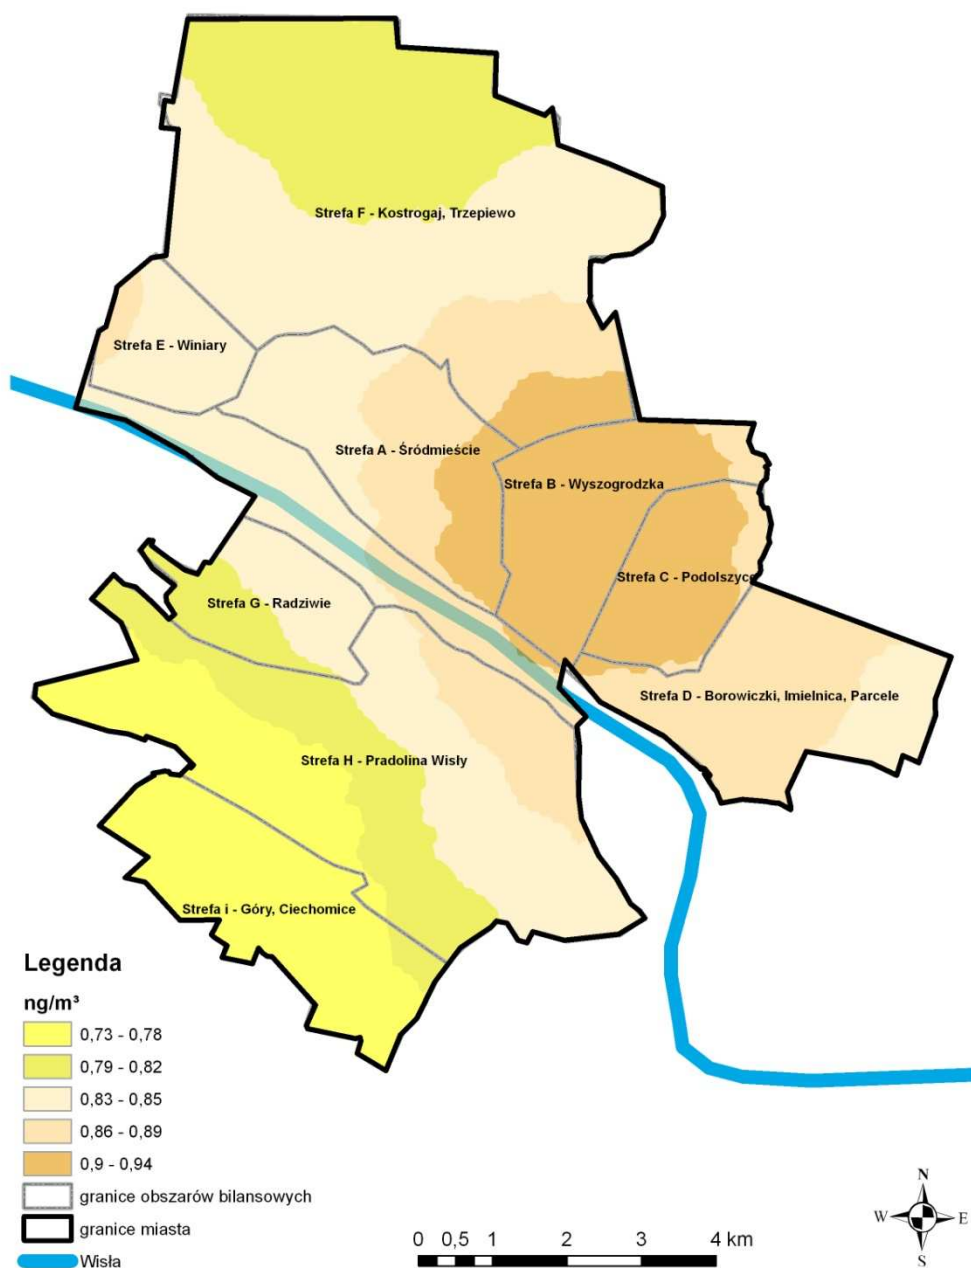 Strefa F - Kostrogaj, Trzepiewo
Strefa E - Winiary
Strefa A - Śródmieście
Strefa B - Wyszogrodzka
Strefa C - Podolszyce
Strefa G - Radziwie
Strefa D - Borowiczki, Imielnica, Parcele
Strefa H - Pradolina Wisły
Strefa i - Góry, Ciechomice
Legenda
ng/m³
0,73 - 0,78
0,79 - 0,82
0,83 - 0,85
0,86 - 0,89
0,9 - 0,94
granice obszarów bilansowych
granice miasta
Wisła
0 0,5 1 2 3 4 km
N
W E
S